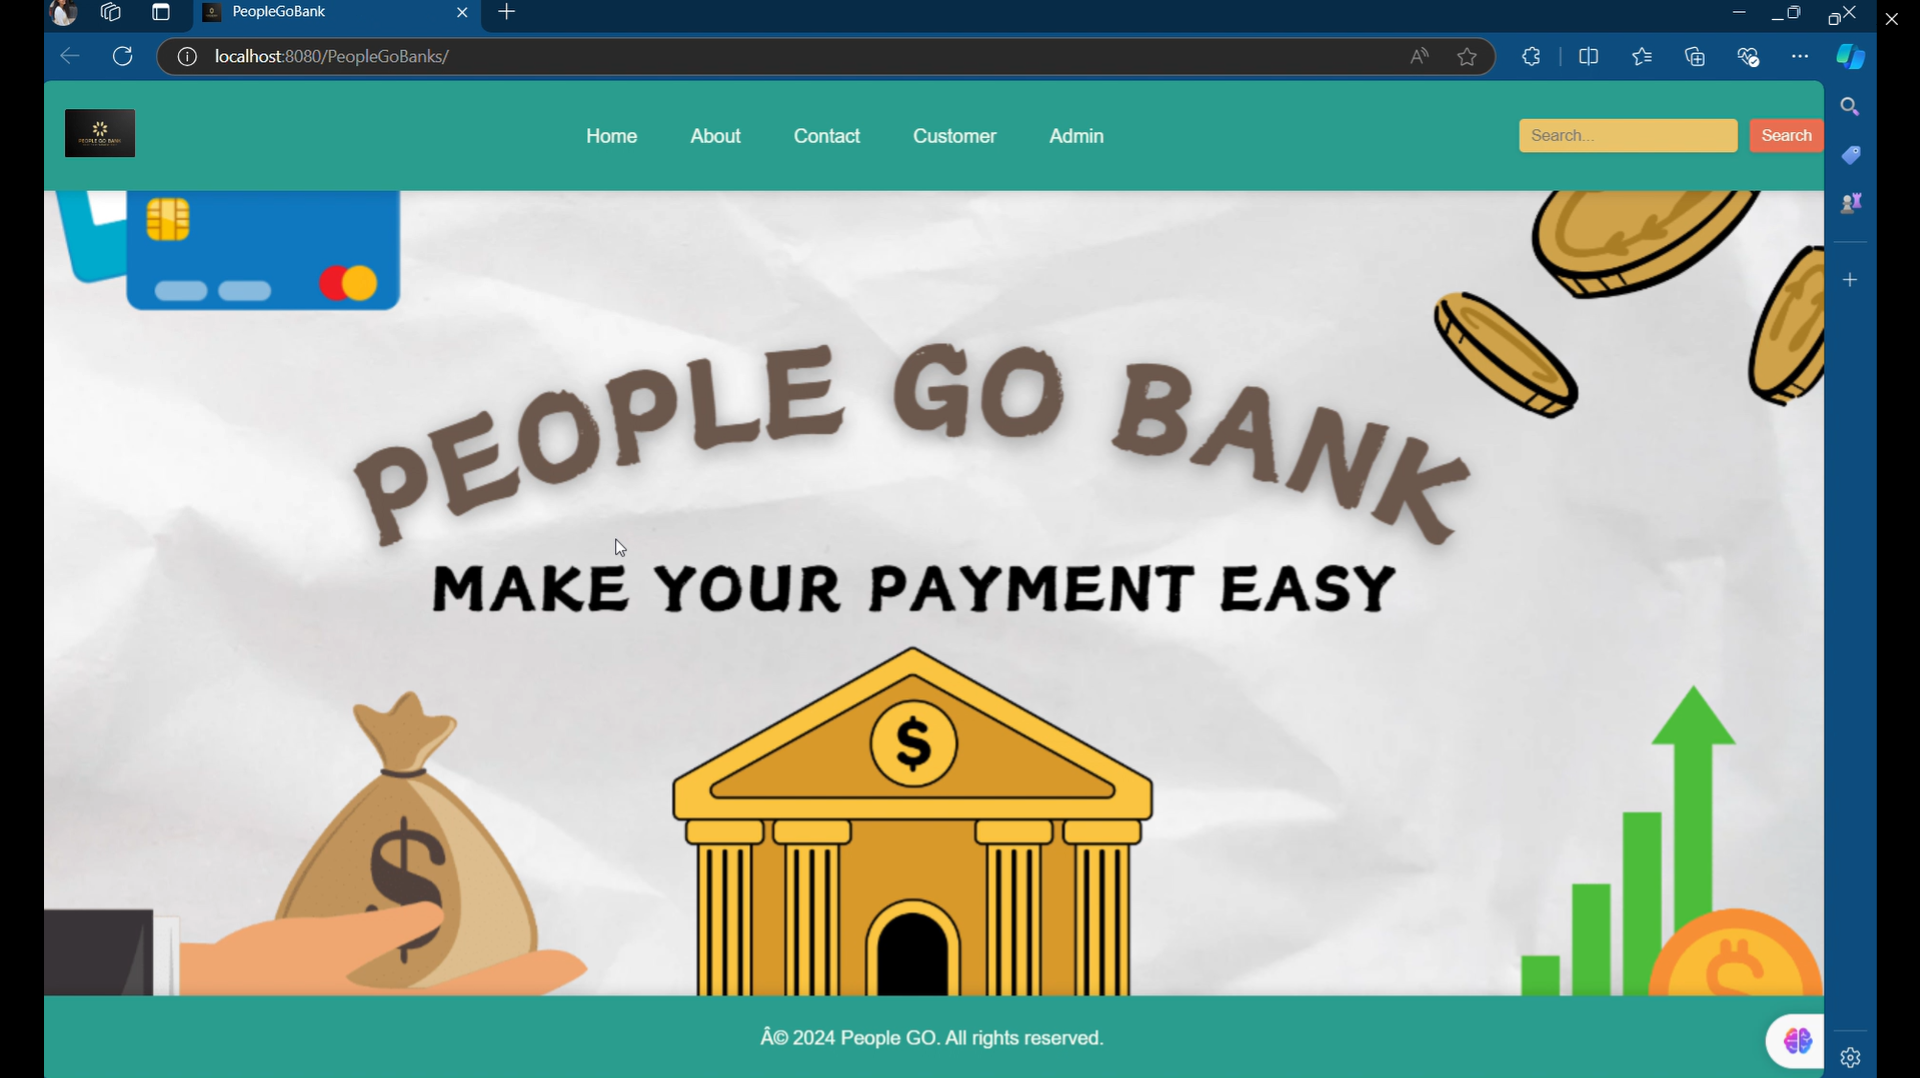 PeopleGoBank
localhost:8080/PeopleGoBanks/
PEOPLE GO BANK
Home About Contact Customer Admin
Search... Search
PEOPLE GO BANK
MAKE YOUR PAYMENT EASY
$
$
Â© 2024 People GO. All rights reserved.